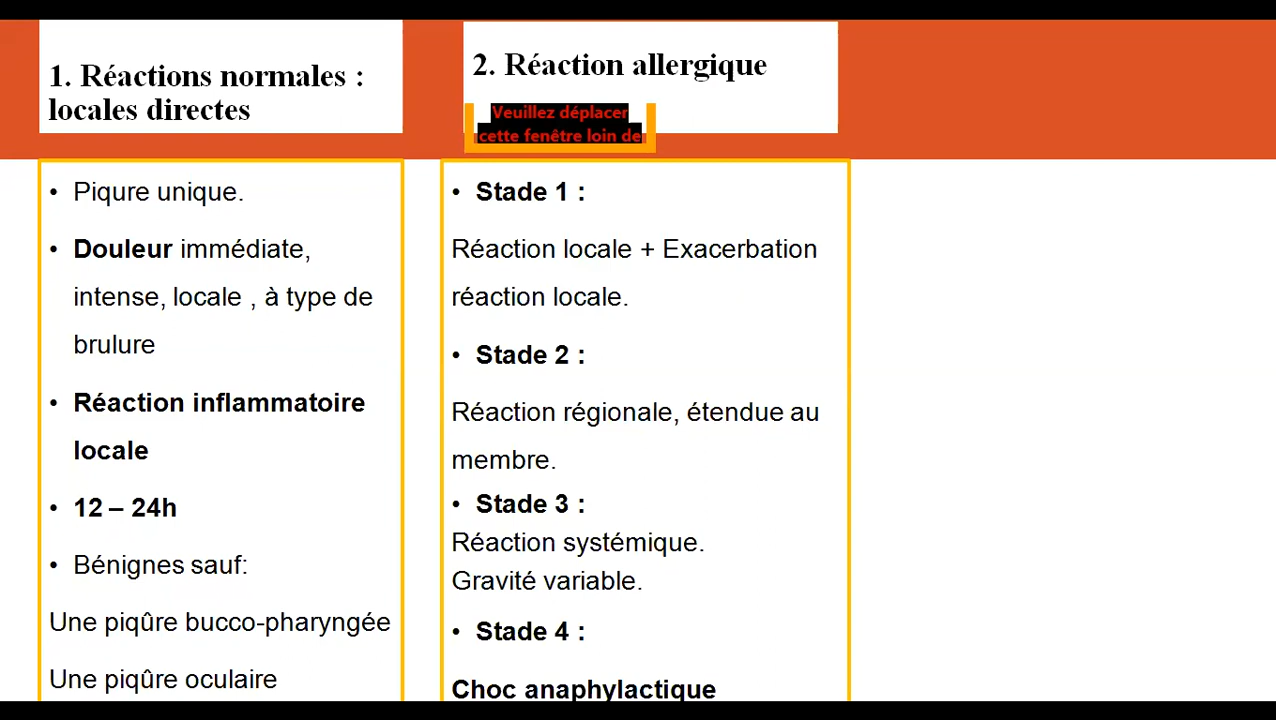 1. Réactions normales :
locales directes
• Piqure unique.
• Douleur immédiate,
intense, locale , à type de
brulure
• Réaction inflammatoire
locale
• 12 – 24h
• Bénignes sauf:
Une piqûre bucco-pharyngée
Une piqûre oculaire
2. Réaction allergique
Veuillez déplacer
cette fenêtre loin de
• Stade 1 :
Réaction locale + Exacerbation
réaction locale.
• Stade 2 :
Réaction régionale, étendue au
membre.
• Stade 3 :
Réaction systémique.
Gravité variable.
• Stade 4 :
Choc anaphylactique